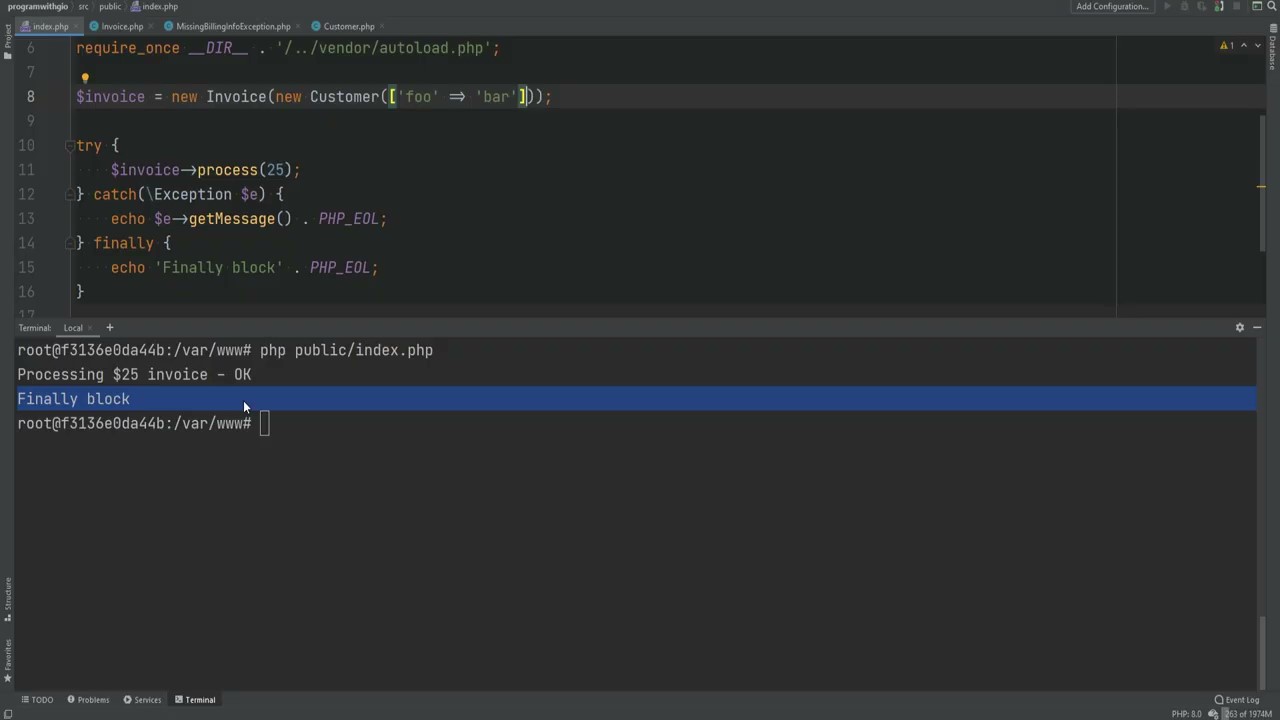 programwithgio
src
public
index.php
Add Configuration...
index.php
Invoice.php
MissingBillingInfoException.php
Customer.php
Project
Database
1
6 require_once __DIR__ . '/../vendor/autoload.php';
7
8 $invoice = new Invoice(new Customer(['foo' => 'bar']));
9
10 try {
11 $invoice->process(25);
12 } catch(\Exception $e) {
13 echo $e->getMessage() . PHP_EOL;
14 } finally {
15 echo 'Finally block' . PHP_EOL;
16 }
17
Terminal: Local +
root@f3136e0da44b:/var/www# php public/index.php
Processing $25 invoice - OK
Finally block
root@f3136e0da44b:/var/www#
Structure
Favorites
TODO
Problems
Services
Terminal
Event Log
PHP: 8.0
263 of 1974M